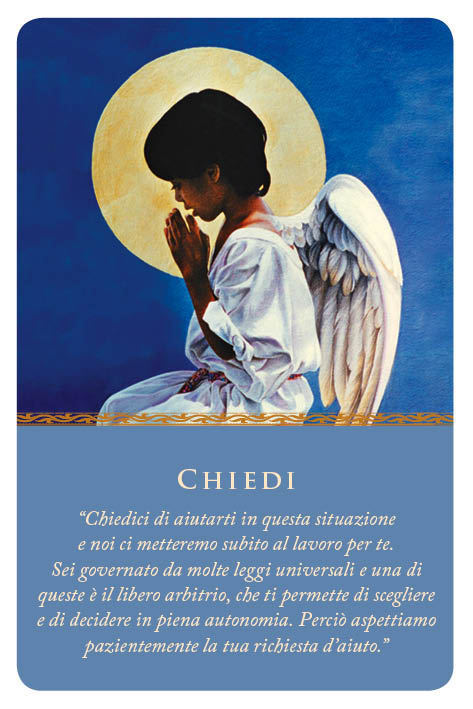 CHIEDI
“Chiedici di aiutarti in questa situazione
e noi ci metteremo subito al lavoro per te.
Sei governato da molte leggi universali e una di
queste è il libero arbitrio, che ti permette di scegliere
e di decidere in piena autonomia. Perciò aspettiamo
pazientemente la tua richiesta d’aiuto.”